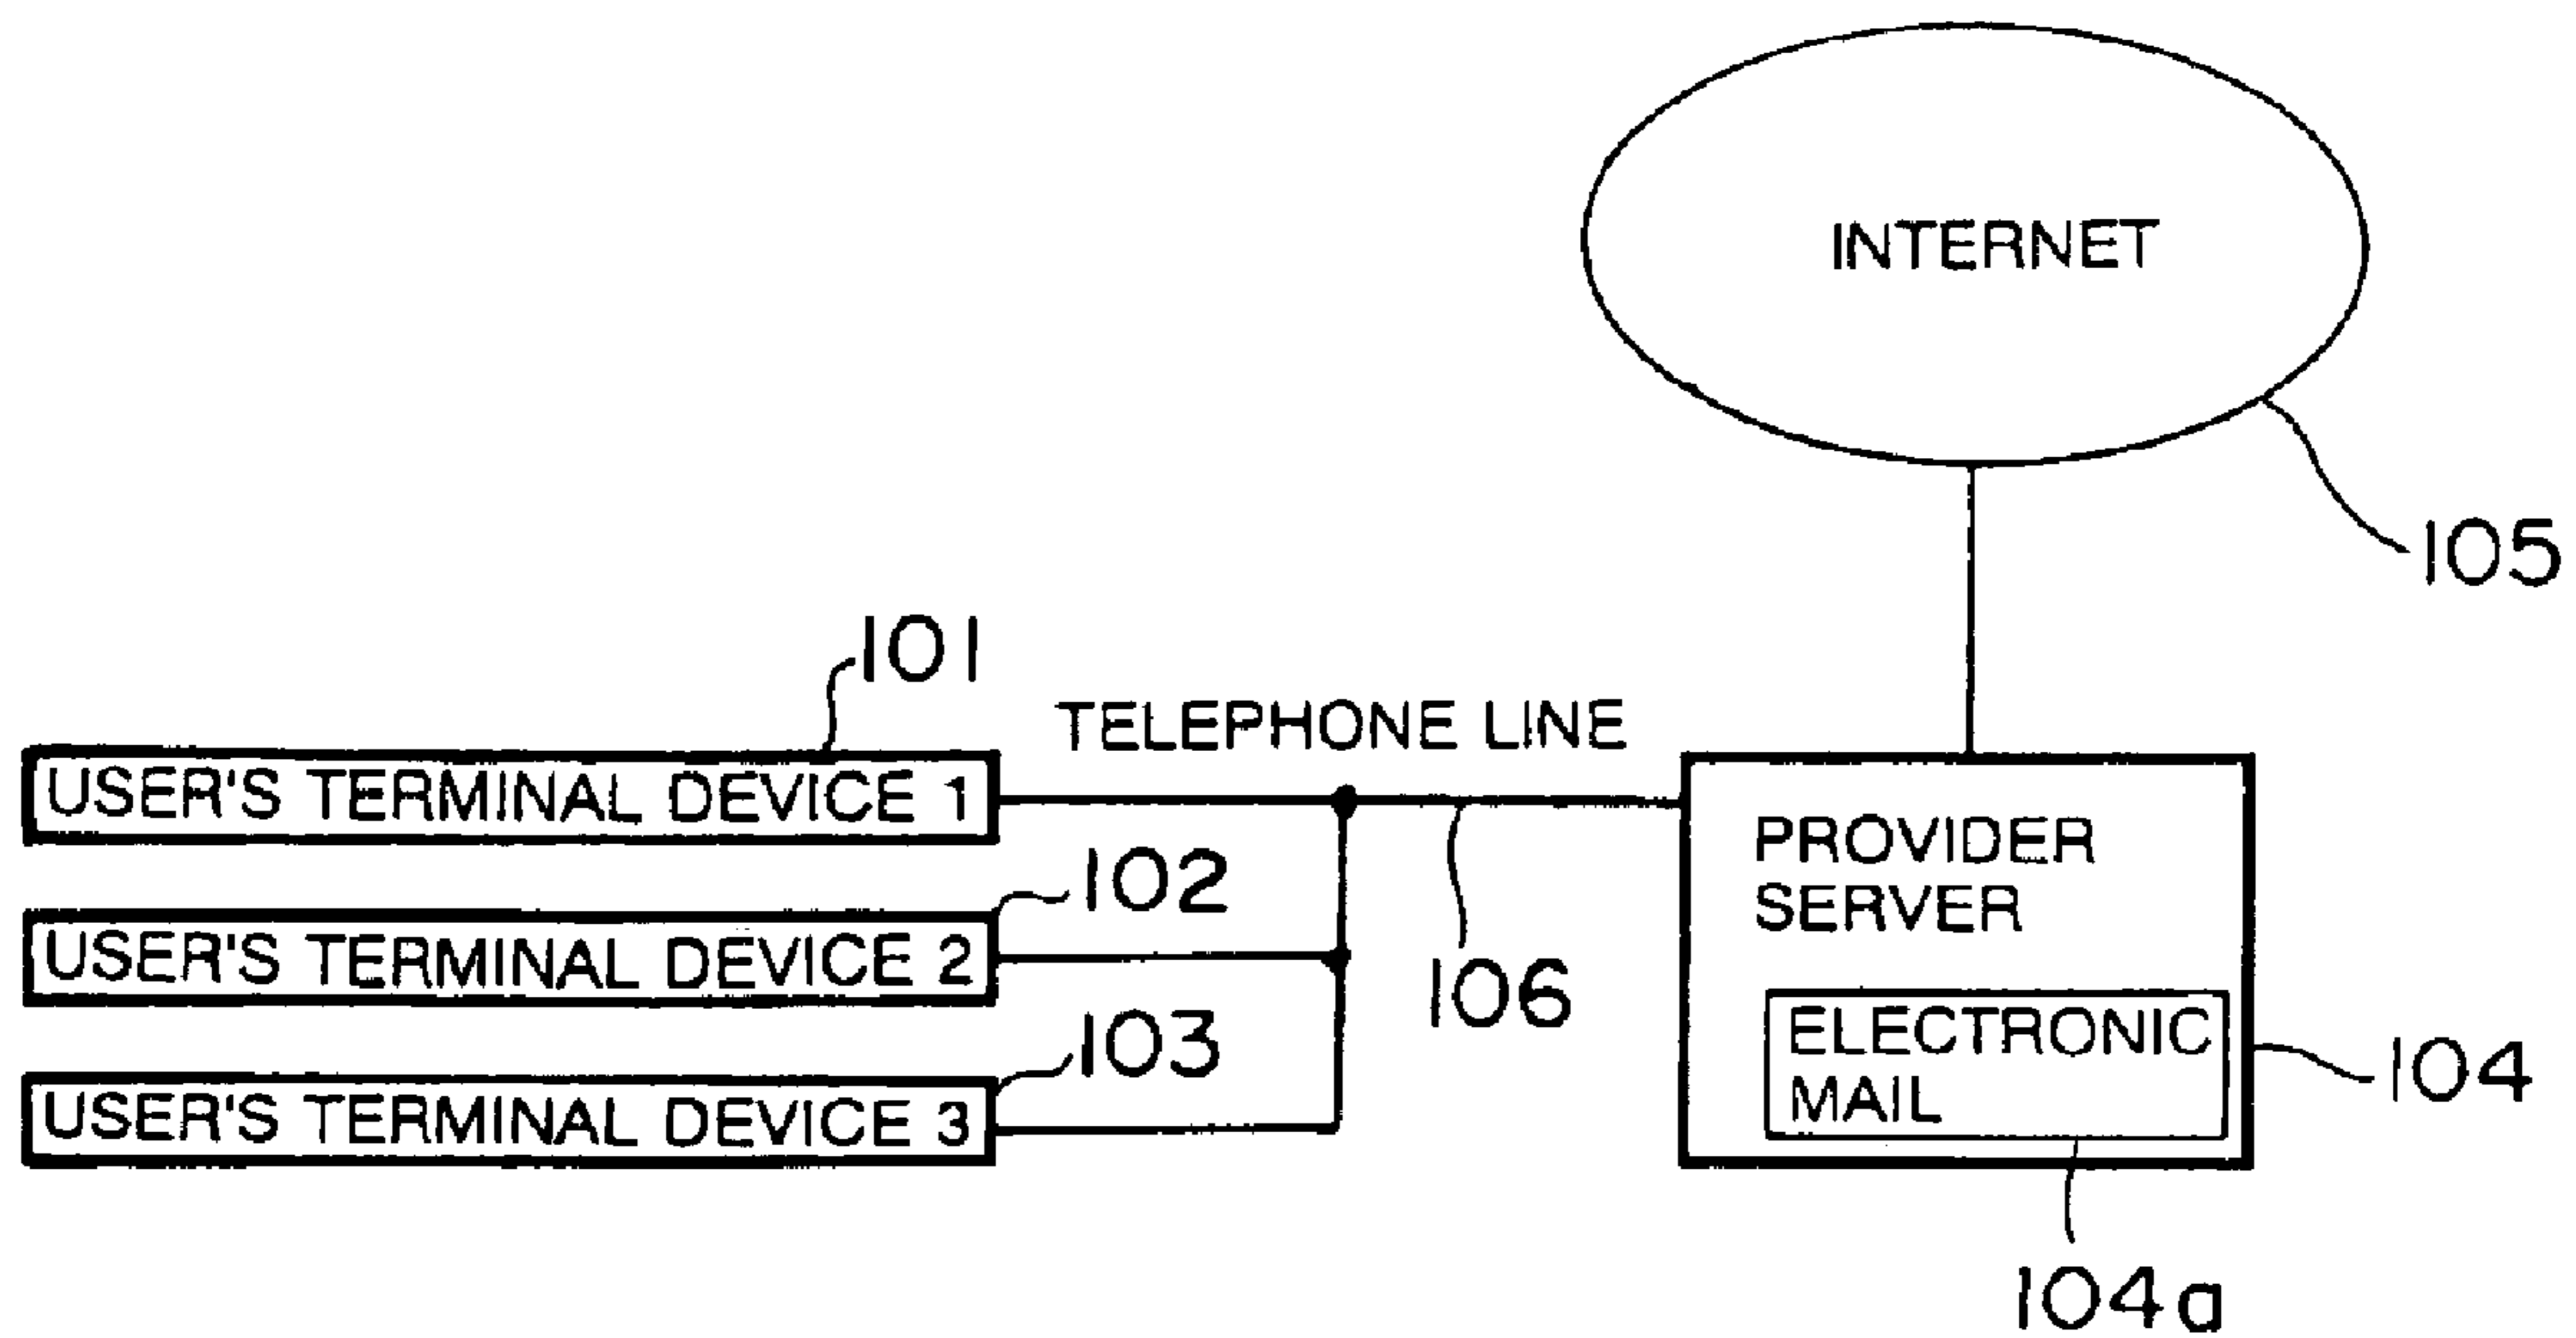 INTERNET
105
101
TELEPHONE LINE
USER'S TERMINAL DEVICE 1
PROVIDER
SERVER
102
USER'S TERMINAL DEVICE 2
106
ELECTRONIC
MAIL
103
104
USER'S TERMINAL DEVICE 3
104a